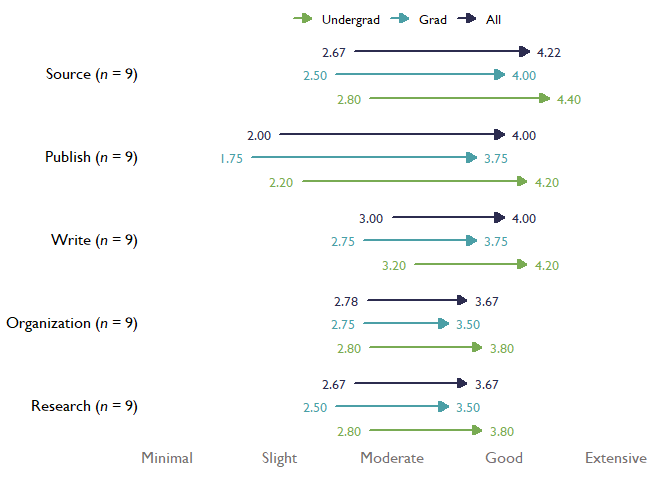 Undergrad Grad All
2.67 4.22
Source (n = 9) 2.50 4.00
2.80 4.40
2.00 4.00
Publish (n = 9) 1.75 3.75
2.20 4.20
3.00 4.00
Write (n = 9) 2.75 3.75
3.20 4.20
2.78 3.67
Organization (n = 9) 2.75 3.50
2.80 3.80
2.67 3.67
Research (n = 9) 2.50 3.50
2.80 3.80
Minimal Slight Moderate Good Extensive